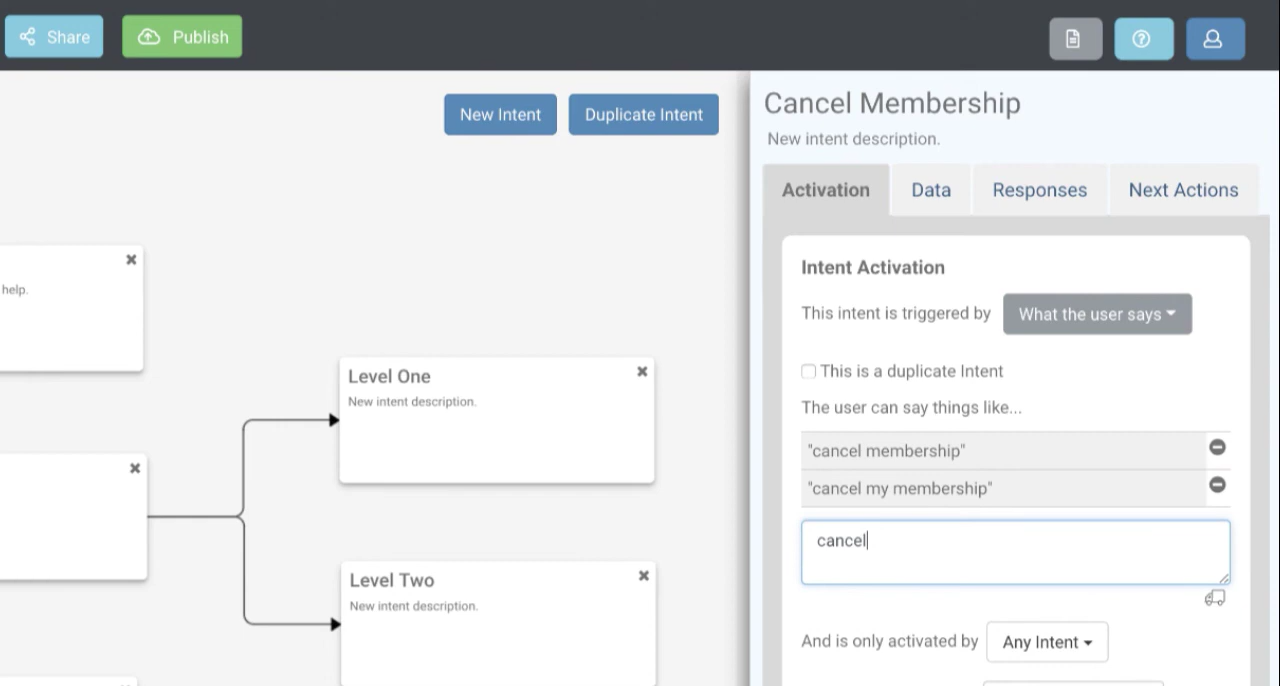 Share
Publish
New Intent
Duplicate Intent
help.
Level One
New intent description.
Level Two
New intent description.
Cancel Membership
New intent description.
Activation
Data
Responses
Next Actions
Intent Activation
This intent is triggered by
What the user says
This is a duplicate Intent
The user can say things like...
"cancel membership"
"cancel my membership"
cancel
And is only activated by
Any Intent